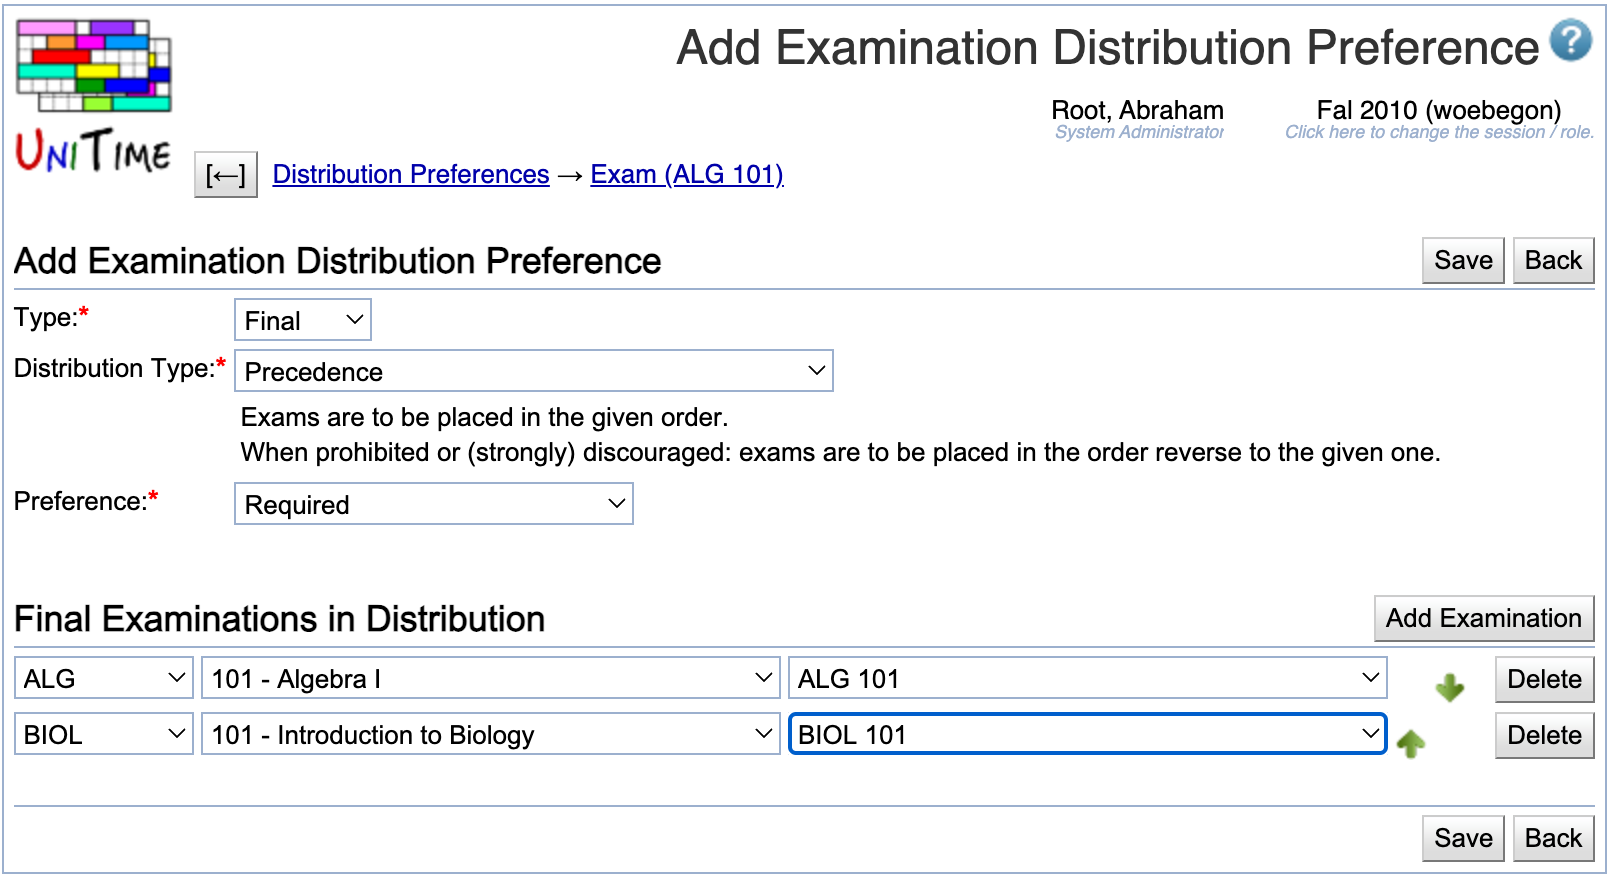 Add Examination Distribution Preference ?
Root, Abraham
System Administrator
Fal 2010 (woebegon)
Click here to change the session / role.
UNITIME
[←] Distribution Preferences → Exam (ALG 101)
Add Examination Distribution Preference Save Back
Type:* Final
Distribution Type:* Precedence
Exams are to be placed in the given order.
When prohibited or (strongly) discouraged: exams are to be placed in the order reverse to the given one.
Preference:* Required
Final Examinations in Distribution Add Examination
ALG 101 - Algebra I ALG 101 Delete
BIOL 101 - Introduction to Biology BIOL 101 Delete
Save Back